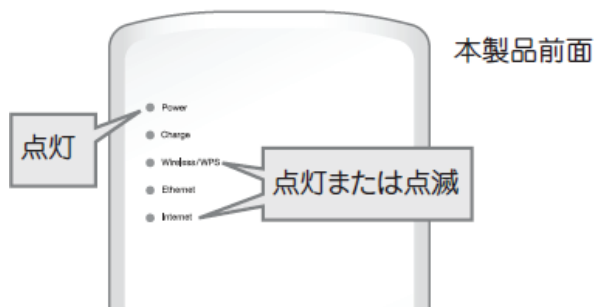 本製品前面
Power
点灯
Charge
Wireless/WPS
点灯または点滅
Ethernet
Internet